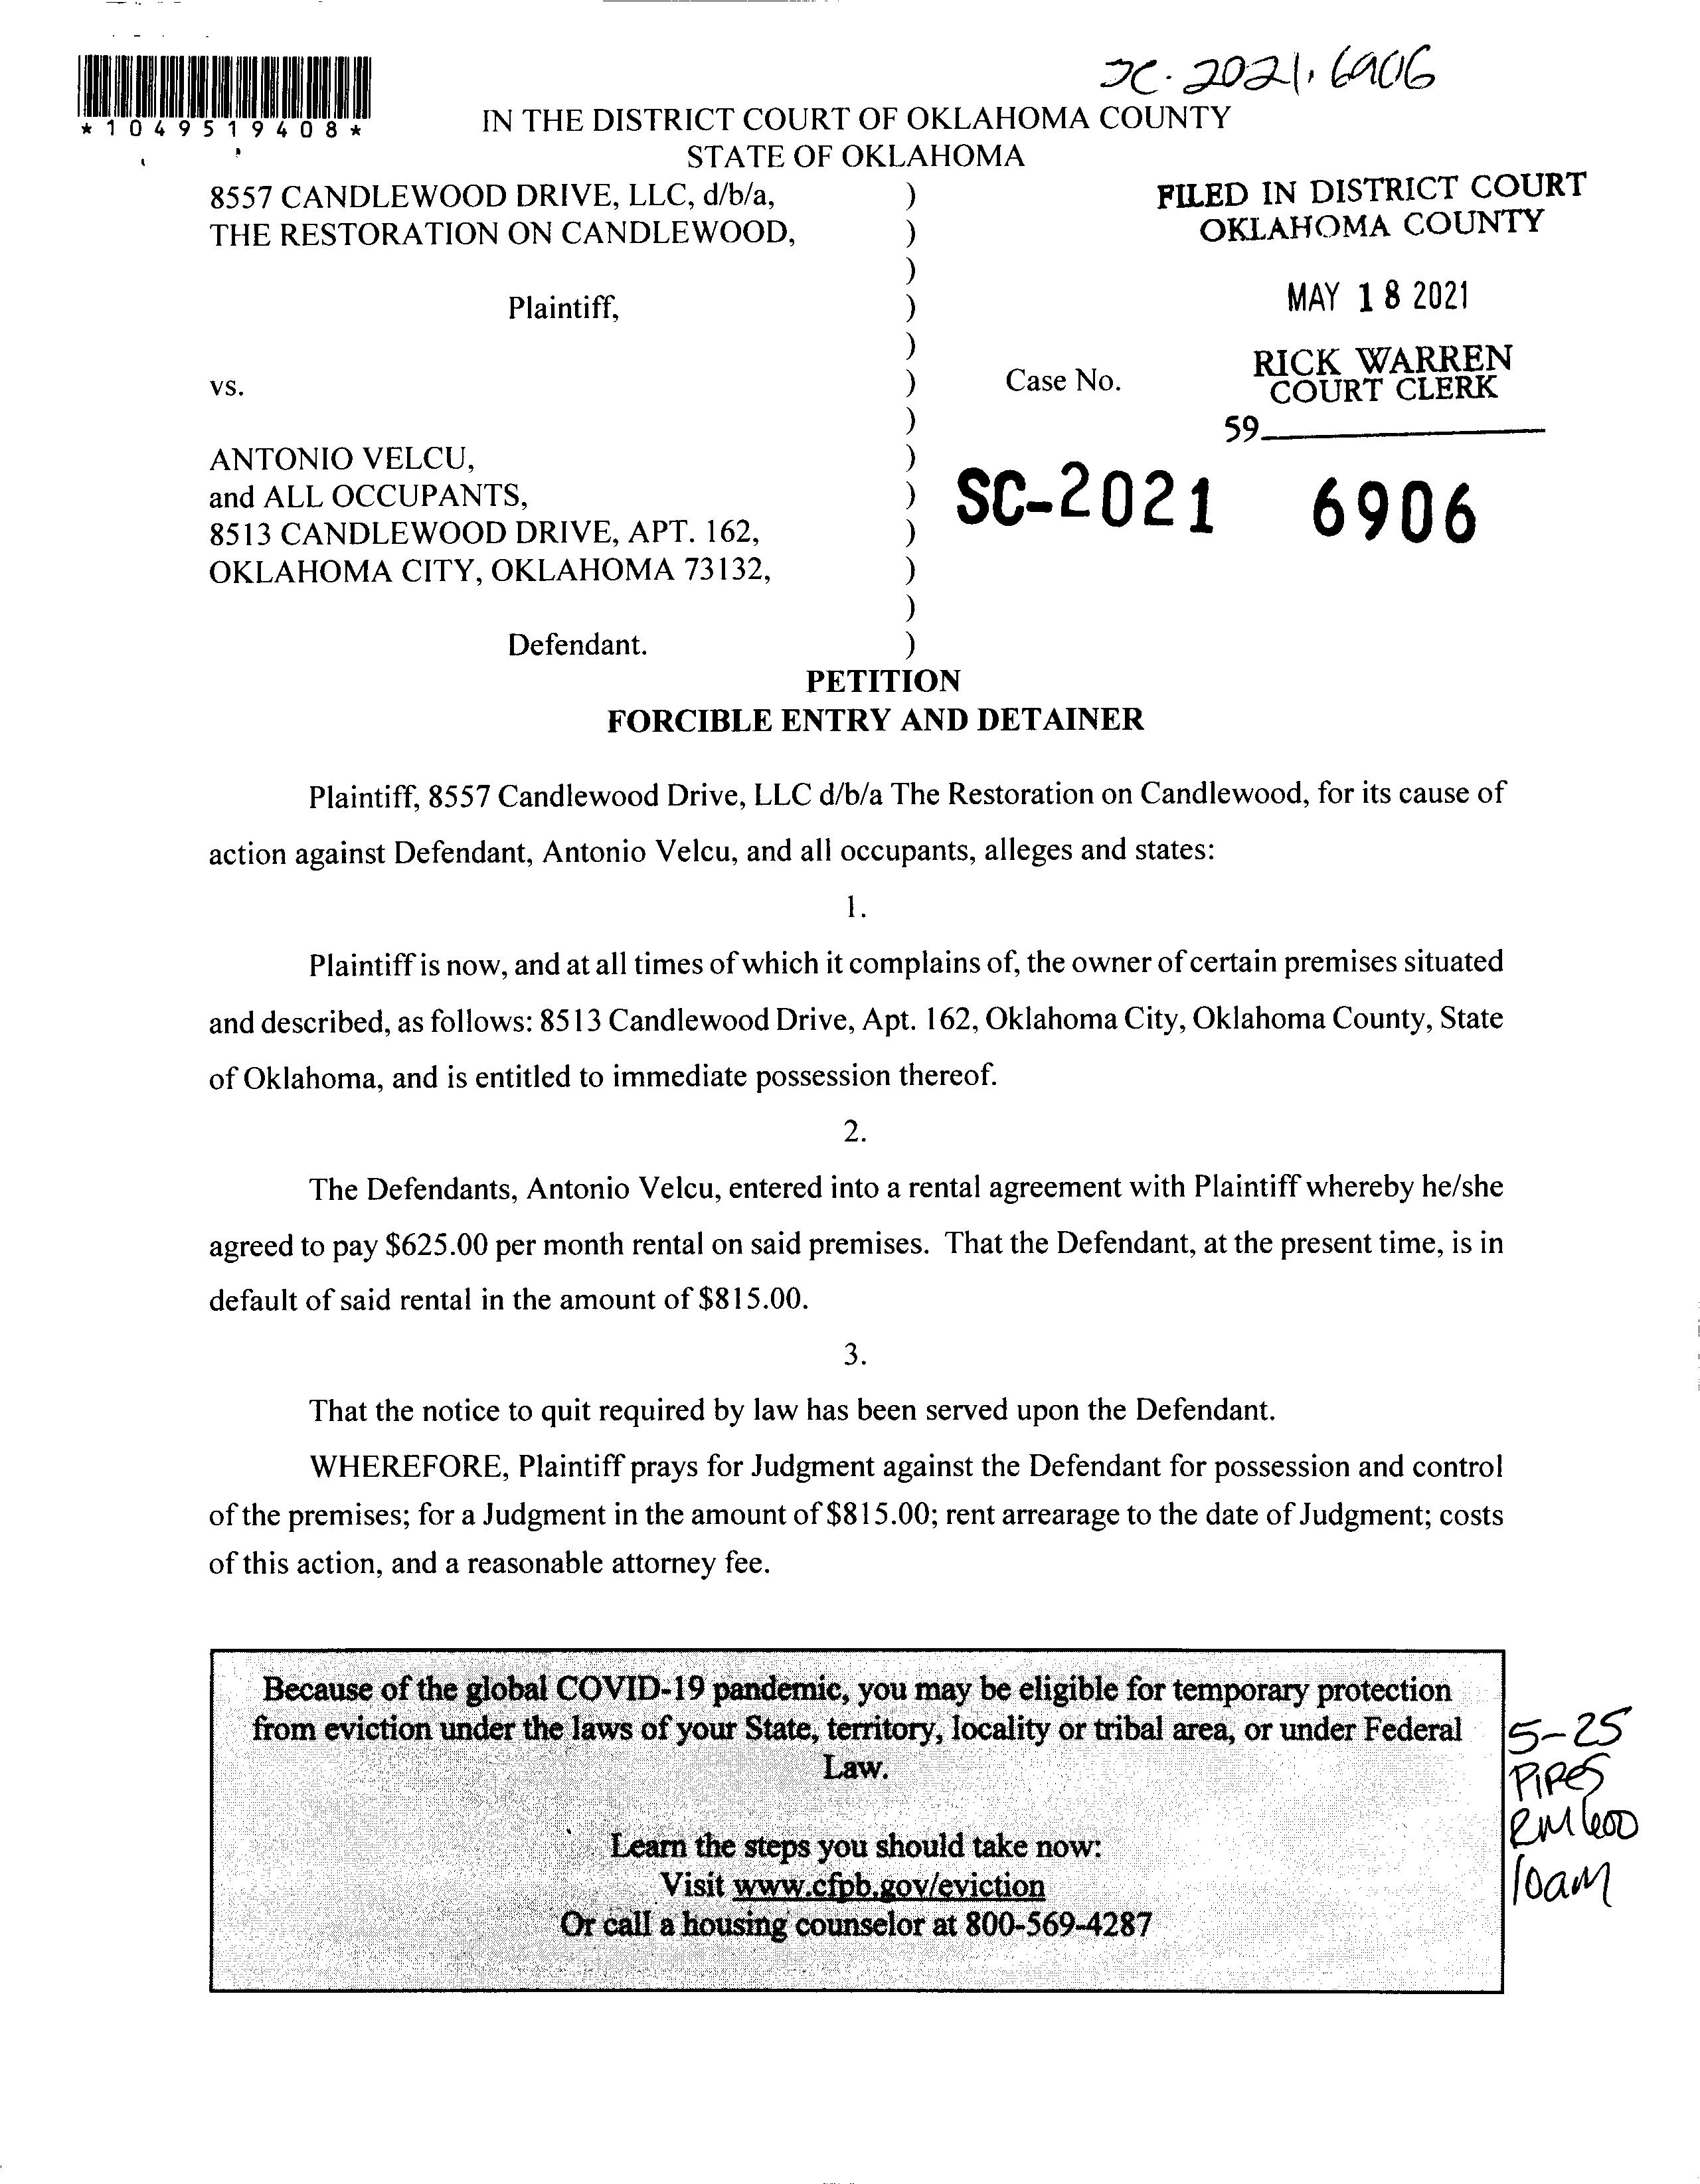 SC-2021-6906
*1049519408*
IN THE DISTRICT COURT OF OKLAHOMA COUNTY
STATE OF OKLAHOMA
8557 CANDLEWOOD DRIVE, LLC, d/b/a, )
THE RESTORATION ON CANDLEWOOD, )
)
Plaintiff, )
)
vs. ) Case No.
)
ANTONIO VELCU, )
and ALL OCCUPANTS, )
8513 CANDLEWOOD DRIVE, APT. 162, )
OKLAHOMA CITY, OKLAHOMA 73132, )
)
Defendant. )
FILED IN DISTRICT COURT
OKLAHOMA COUNTY
MAY 18 2021
RICK WARREN
COURT CLERK
59
SC-2021 6906
PETITION
FORCIBLE ENTRY AND DETAINER
Plaintiff, 8557 Candlewood Drive, LLC d/b/a The Restoration on Candlewood, for its cause of
action against Defendant, Antonio Velcu, and all occupants, alleges and states:
1.
Plaintiff is now, and at all times of which it complains of, the owner of certain premises situated
and described, as follows: 8513 Candlewood Drive, Apt. 162, Oklahoma City, Oklahoma County, State
of Oklahoma, and is entitled to immediate possession thereof.
2.
The Defendants, Antonio Velcu, entered into a rental agreement with Plaintiff whereby he/she
agreed to pay $625.00 per month rental on said premises. That the Defendant, at the present time, is in
default of said rental in the amount of $815.00.
3.
That the notice to quit required by law has been served upon the Defendant.
WHEREFORE, Plaintiff prays for Judgment against the Defendant for possession and control
of the premises; for a Judgment in the amount of $815.00; rent arrearage to the date of Judgment; costs
of this action, and a reasonable attorney fee.
Because of the global COVID-19 pandemic, you may be eligible for temporary protection
from eviction under the laws of your State, territory, locality or tribal area, or under Federal
Law.
Learn the steps you should take now:
Visit www.cfpb.gov/eviction
Or call a housing counselor at 800-569-4287
5-25
PIRES
RM 600
10am